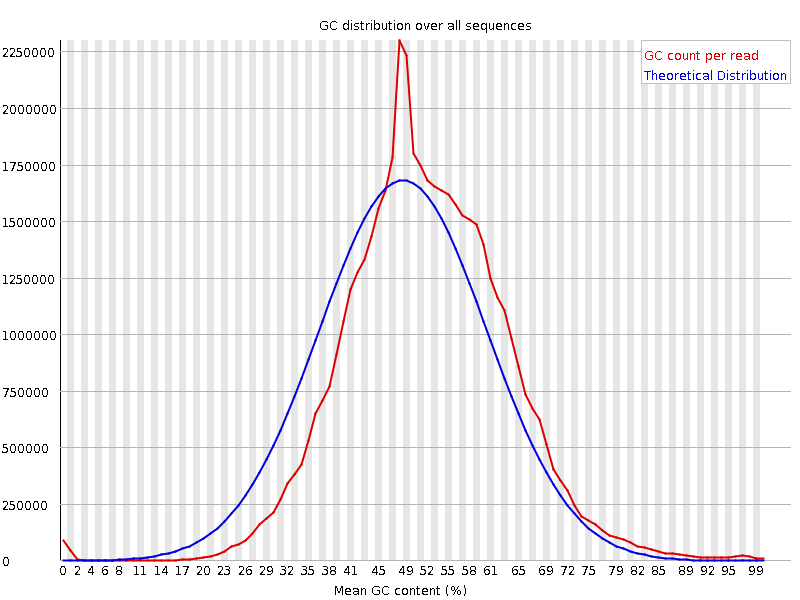 GC distribution over all sequences
GC count per read
Theoretical Distribution
2250000
2000000
1750000
1500000
1250000
1000000
750000
500000
250000
0
0 2 4 6 8 11 14 17 20 23 26 29 32 35 38 41 45 49 52 55 58 61 65 69 72 75 79 82 85 89 92 95 99
Mean GC content (%)